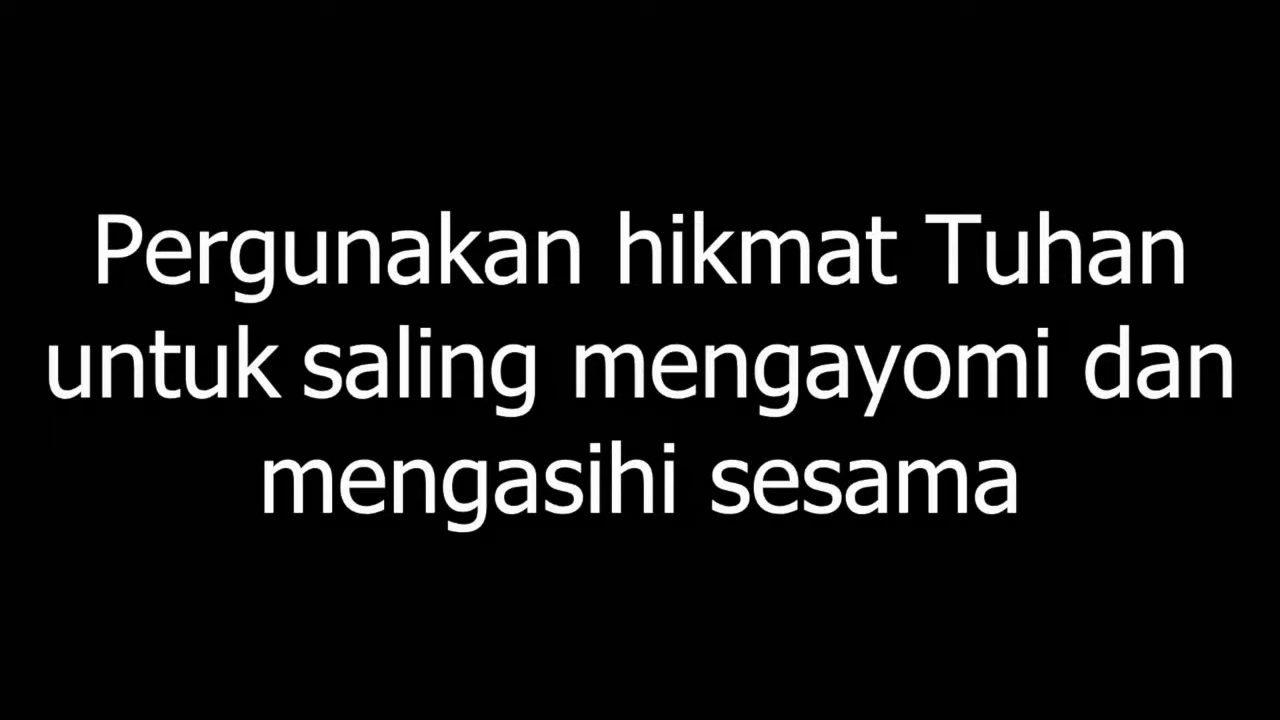 Pergunakan hikmat Tuhan
untuk saling mengayomi dan
mengasihi sesama